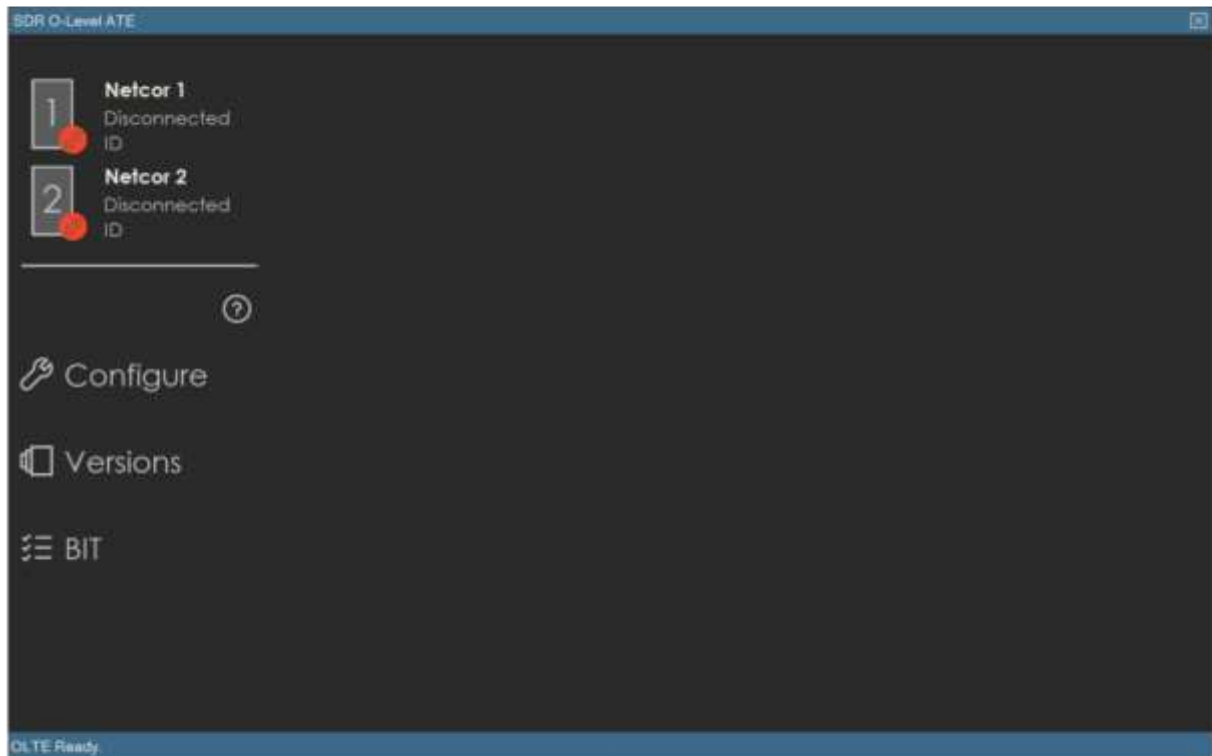 SDR O-Level ATE
1
Netcor 1
Disconnected
ID
2
Netcor 2
Disconnected
ID
?
Configure
Versions
BIT
OLTE Ready.